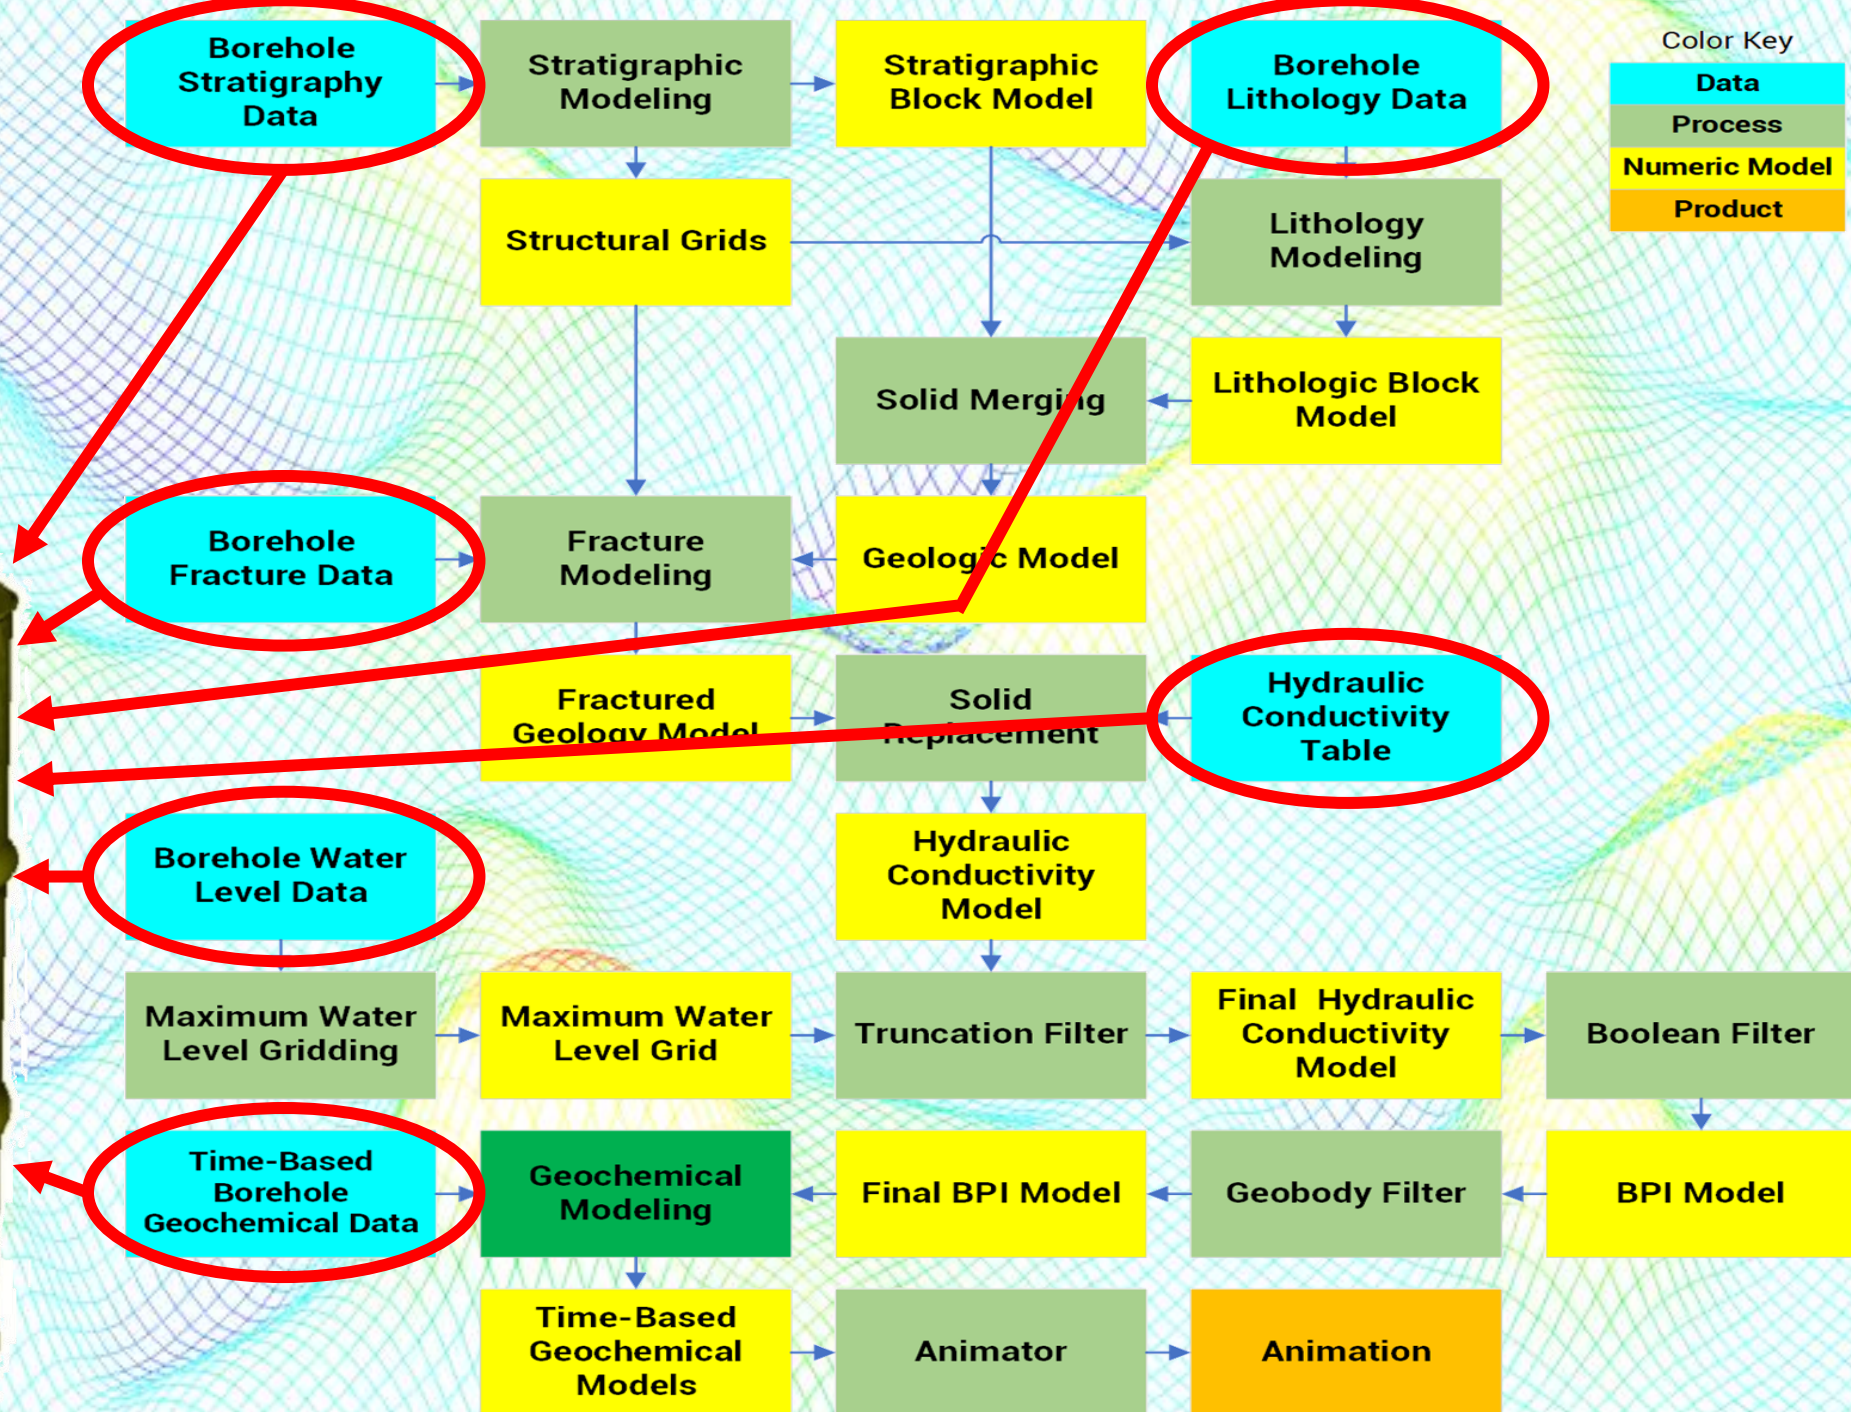 Borehole
Stratigraphy
Data
Stratigraphic
Modeling
Stratigraphic
Block Model
Borehole
Lithology Data
Color Key
Data
Process
Numeric Model
Product
Structural Grids
Lithology
Modeling
Solid Merging
Lithologic Block
Model
Borehole
Fracture Data
Fracture
Modeling
Geologic Model
Fractured
Geology Model
Solid
Replacement
Hydraulic
Conductivity
Table
Borehole Water
Level Data
Hydraulic
Conductivity
Model
Maximum Water
Level Gridding
Maximum Water
Level Grid
Truncation Filter
Final Hydraulic
Conductivity
Model
Boolean Filter
Time-Based
Borehole
Geochemical Data
Geochemical
Modeling
Final BPI Model
Geobody Filter
BPI Model
Time-Based
Geochemical
Models
Animator
Animation